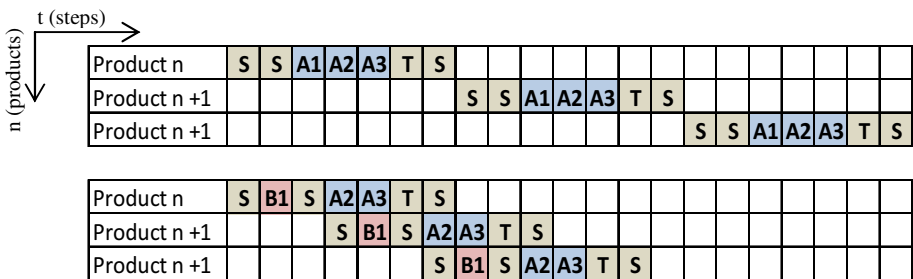 t (steps)
n (products)
Product n S S A1 A2 A3 T S
Product n +1 S S A1 A2 A3 T S
Product n +1 S S A1 A2 A3 T S
Product n S B1 S A2 A3 T S
Product n +1 S B1 S A2 A3 T S
Product n +1 S B1 S A2 A3 T S